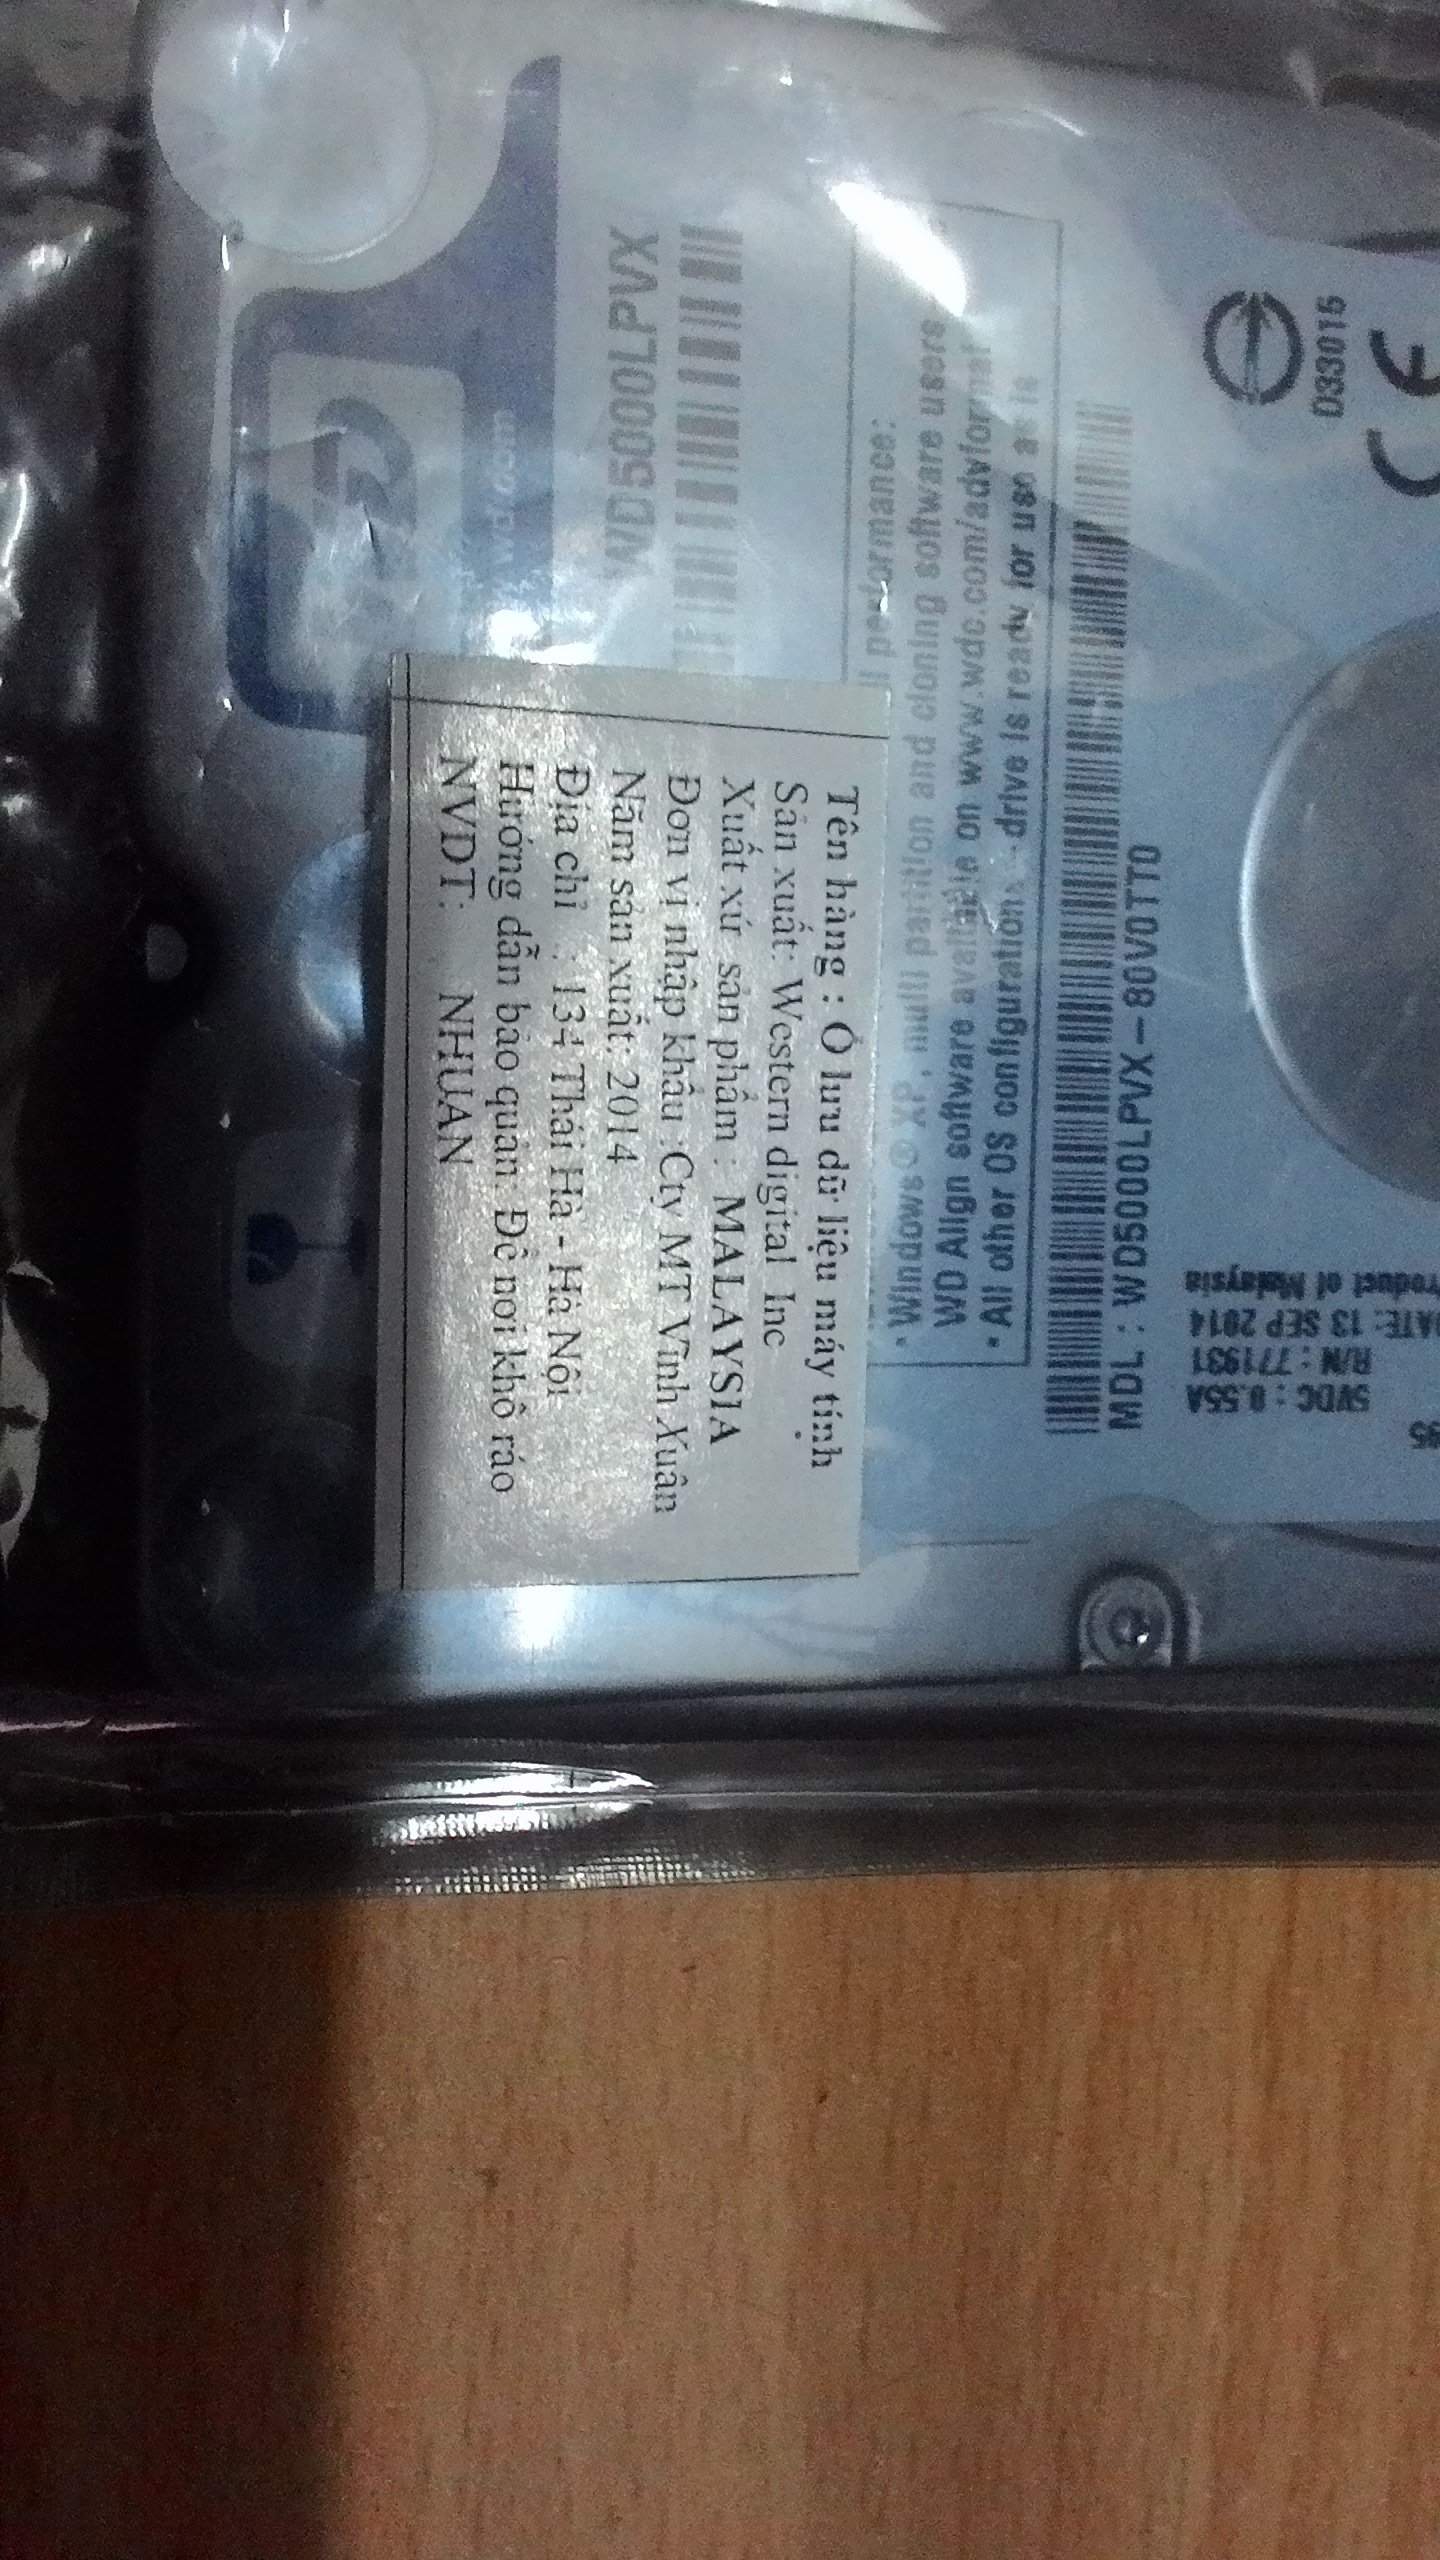 WD5000LPVX
l performance:
• Windows® XP, multi partition and cloning software users
WD Align software available on www.wdc.com/advformat
• All other OS configurations - drive is ready for use as is
MDL : WD5000LPVX – 80V0TT0
D33016
CE
Product of Malaysia
DATE: 13 SEP 2014
R/N : 771931
5VDC : 0.55A
Tên hàng : Ổ lưu dữ liệu máy tính
Sản xuất: Western digital Inc
Xuất xứ sản phẩm : MALAYSIA
Đơn vị nhập khẩu :Cty MT Vĩnh Xuân
Năm sản xuất: 2014
Địa chỉ : 134 Thái Hà - Hà Nội
Hướng dẫn bảo quản: Để nơi khô ráo
NVDT: NHUAN